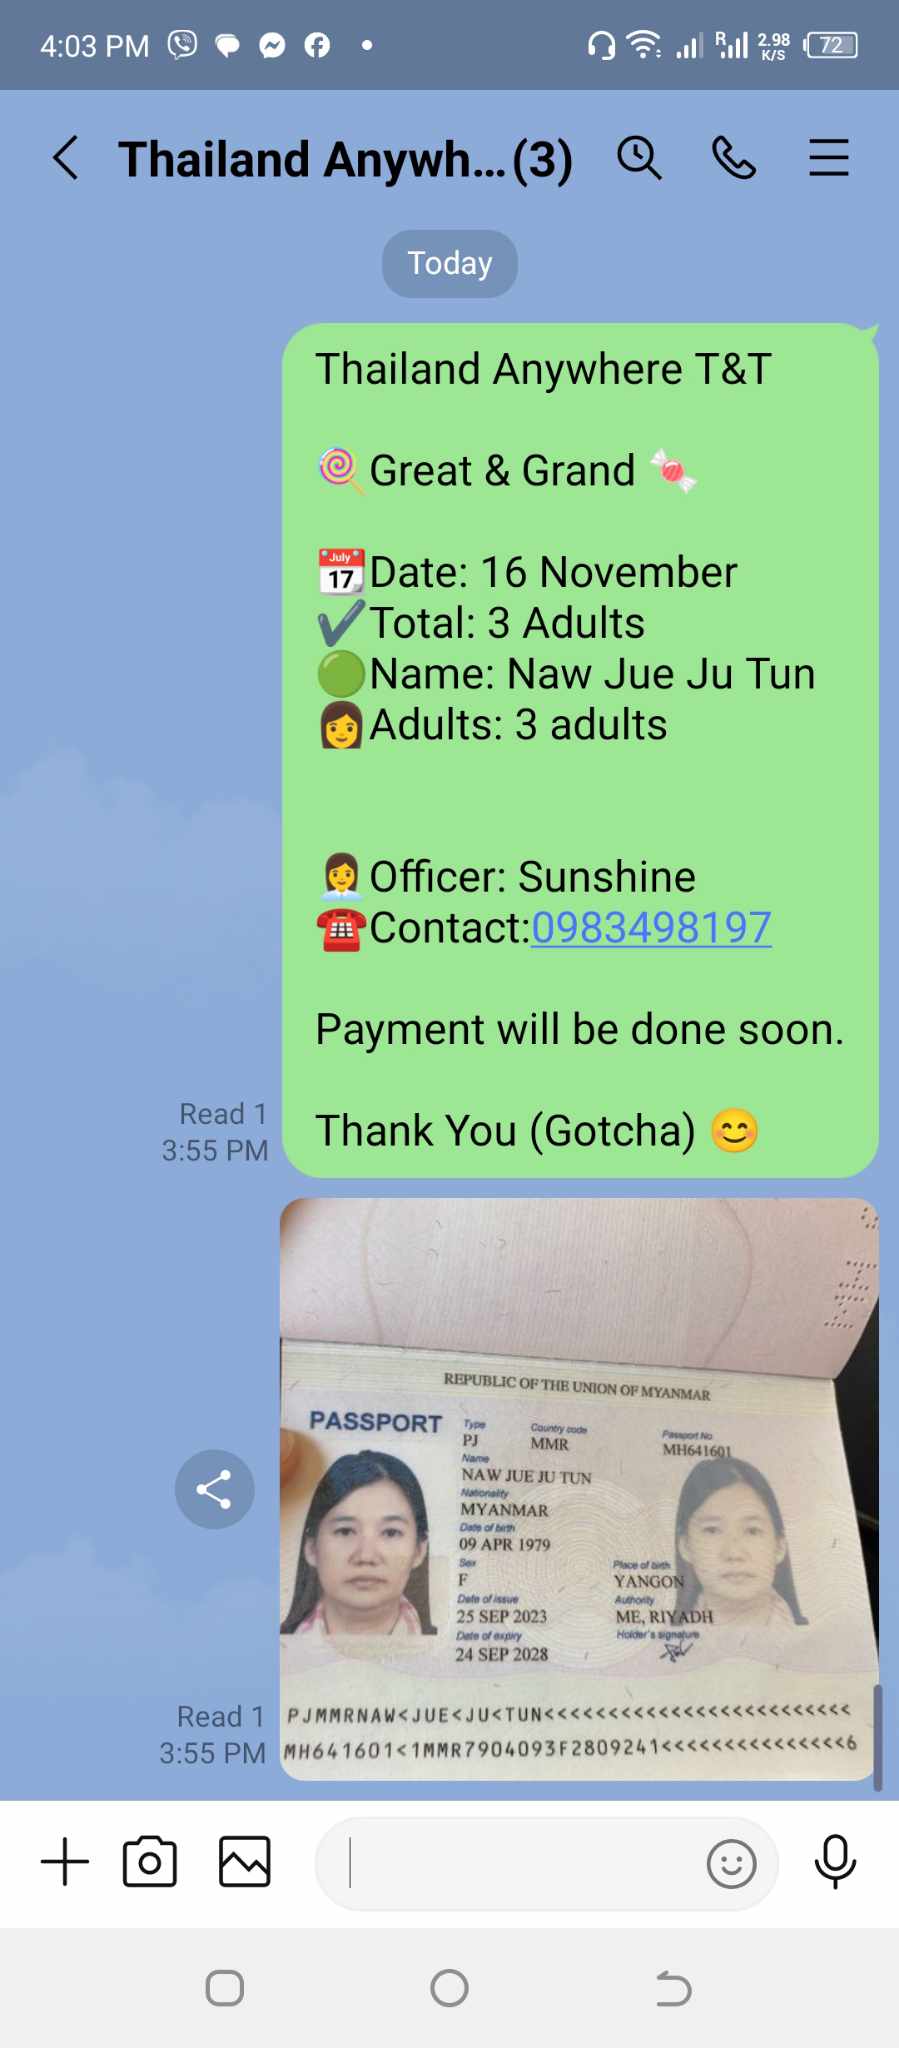 4:03 PM
R
2.98
K/S
72
Thailand Anywh...(3)
Today
Thailand Anywhere T&T
🍭Great & Grand 🍬
📅Date: 16 November
✔️Total: 3 Adults
🟢Name: Naw Jue Ju Tun
👩Adults: 3 adults
👩‍💼Officer: Sunshine
☎️Contact:0983498197
Payment will be done soon.
Thank You (Gotcha) 😊
Read 1
3:55 PM
REPUBLIC OF THE UNION OF MYANMAR
PASSPORT
Type
Country code
Passport No
PJ
MMR
MH641601
Name
NAW JUE JU TUN
Nationality
MYANMAR
Date of birth
09 APR 1979
Sex
Place of birth
F
YANGON
Date of issue
Authority
25 SEP 2023
ME, RIYADH
Date of expiry
Holder's signature
24 SEP 2028
PJMMRNAW<JUE<JU<TUN<<<<<<<<<<<<<<<<<<<<<<<<<
MH641601<1MMR7904093F2809241<<<<<<<<<<<<<<<6
Read 1
3:55 PM